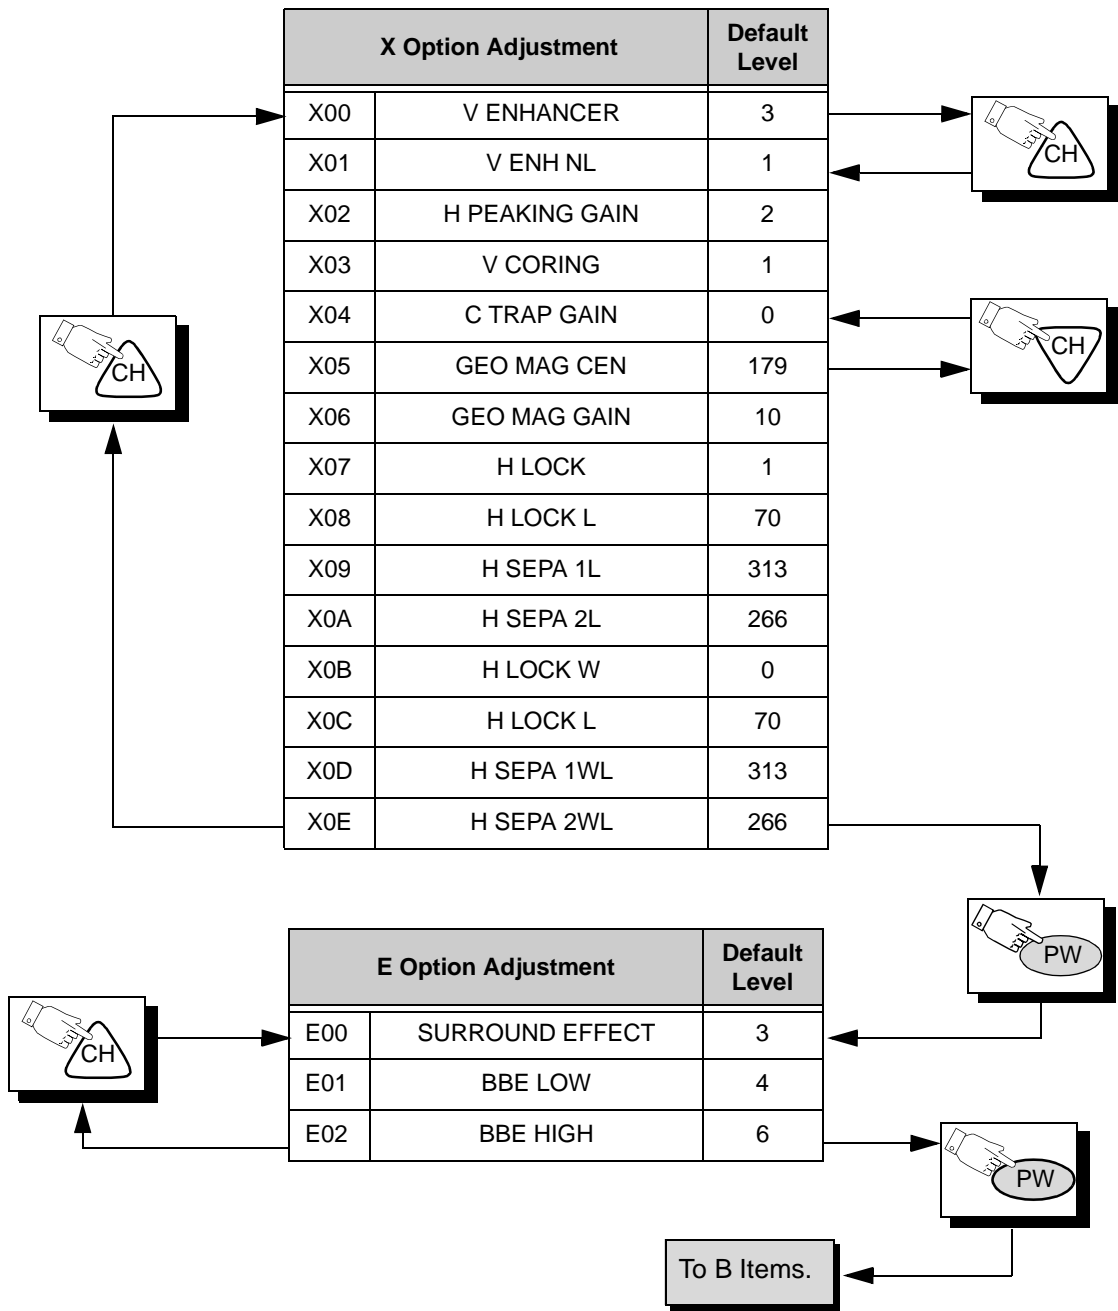 X Option Adjustment Default Level
X00 V ENHANCER 3
CH
X01 V ENH NL 1
X02 H PEAKING GAIN 2
X03 V CORING 1
X04 C TRAP GAIN 0
CH
CH
X05 GEO MAG CEN 179
X06 GEO MAG GAIN 10
X07 H LOCK 1
X08 H LOCK L 70
X09 H SEPA 1L 313
X0A H SEPA 2L 266
X0B H LOCK W 0
X0C H LOCK L 70
X0D H SEPA 1WL 313
X0E H SEPA 2WL 266
PW
E Option Adjustment Default Level
CH
E00 SURROUND EFFECT 3
E01 BBE LOW 4
E02 BBE HIGH 6
PW
To B Items.